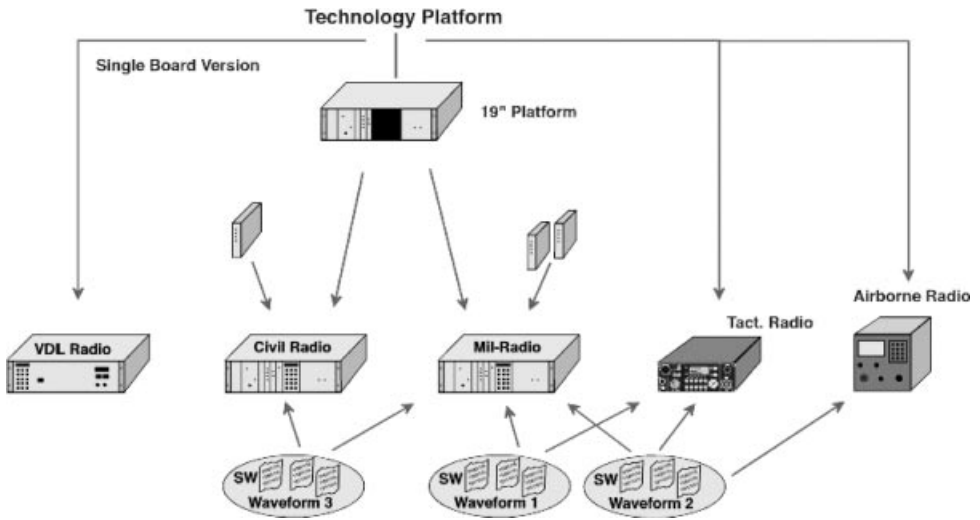 Technology Platform
Single Board Version
19" Platform
Airborne Radio
Tact. Radio
VDL Radio
Civil Radio
Mil-Radio
SW
Waveform 3
SW
Waveform 1
SW
Waveform 2